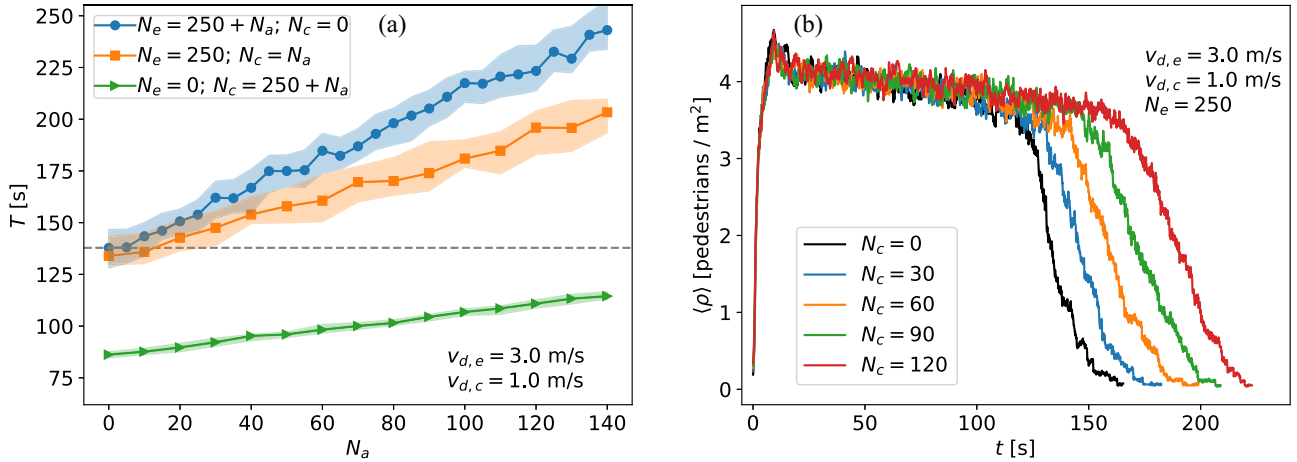 (a)
N_e = 250 + N_a; N_c = 0
N_e = 250; N_c = N_a
N_e = 0; N_c = 250 + N_a
250
225
200
175
150
125
100
75
T [s]
v_{d,e} = 3.0 m/s
v_{d,c} = 1.0 m/s
0 20 40 60 80 100 120 140
N_a
(b)
v_{d,e} = 3.0 m/s
v_{d,c} = 1.0 m/s
N_e = 250
4
3
2
1
0
⟨ρ⟩ [pedestrians / m²]
N_c = 0
N_c = 30
N_c = 60
N_c = 90
N_c = 120
0 50 100 150 200
t [s]